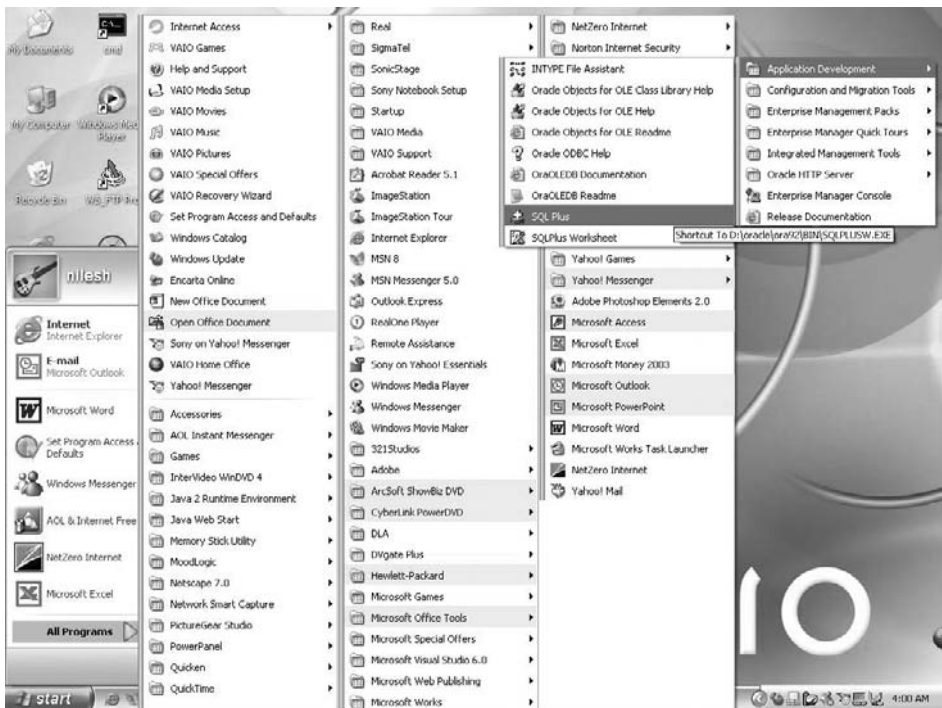 My Documents
cmd
My Computer
Windows Med
Player
Recycle Bin
WS_FTP Pro
nilesh
Internet
Internet Explorer
E-mail
Microsoft Outlook
Microsoft Word
Set Program Access
Defaults
Windows Messenger
AOL & Internet Free
NetZero Internet
Microsoft Excel
All Programs
start
Internet Access
VAIO Games
Help and Support
VAIO Media Setup
VAIO Movies
VAIO Music
VAIO Pictures
VAIO Special Offers
VAIO Recovery Wizard
Set Program Access and Defaults
Windows Catalog
Windows Update
Encarta Online
New Office Document
Open Office Document
Sony on Yahoo! Messenger
VAIO Home Office
Yahoo! Messenger
Accessories
AOL Instant Messenger
Games
InterVideo WinDVD 4
Java 2 Runtime Environment
Java Web Start
Memory Stick Utility
MoodLogic
Netscape 7.0
Network Smart Capture
PictureGear Studio
PowerPanel
Quicken
QuickTime
Real
SigmaTel
SonicStage
Sony Notebook Setup
Startup
VAIO Media
VAIO Support
Acrobat Reader 5.1
ImageStation
ImageStation Tour
Internet Explorer
MSN 8
MSN Messenger 5.0
Outlook Express
RealOne Player
Remote Assistance
Sony on Yahoo! Essentials
Windows Media Player
Windows Messenger
Windows Movie Maker
321Studios
Adobe
ArcSoft ShowBiz DVD
CyberLink PowerDVD
DLA
DVgate Plus
Hewlett-Packard
Microsoft Games
Microsoft Office Tools
Microsoft Special Offers
Microsoft Visual Studio 6.0
Microsoft Web Publishing
Microsoft Works
NetZero Internet
Norton Internet Security
INTYPE File Assistant
Oracle Objects for OLE Class Library Help
Oracle Objects for OLE Help
Oracle Objects for OLE Readme
Oracle ODBC Help
OraOLEDB Documentation
OraOLEDB Readme
SQL Plus
SQLPlus Worksheet
Yahoo! Games
Yahoo! Messenger
Adobe Photoshop Elements 2.0
Microsoft Access
Microsoft Excel
Microsoft Money 2003
Microsoft Outlook
Microsoft PowerPoint
Microsoft Word
Microsoft Works Task Launcher
NetZero Internet
Yahoo! Mail
Application Development
Configuration and Migration Tools
Enterprise Management Packs
Enterprise Manager Quick Tours
Integrated Management Tools
Oracle HTTP Server
Enterprise Manager Console
Release Documentation
Shortcut To D:\oracle\ora92\BIN\SQLPLUSW.EXE
4:00 AM